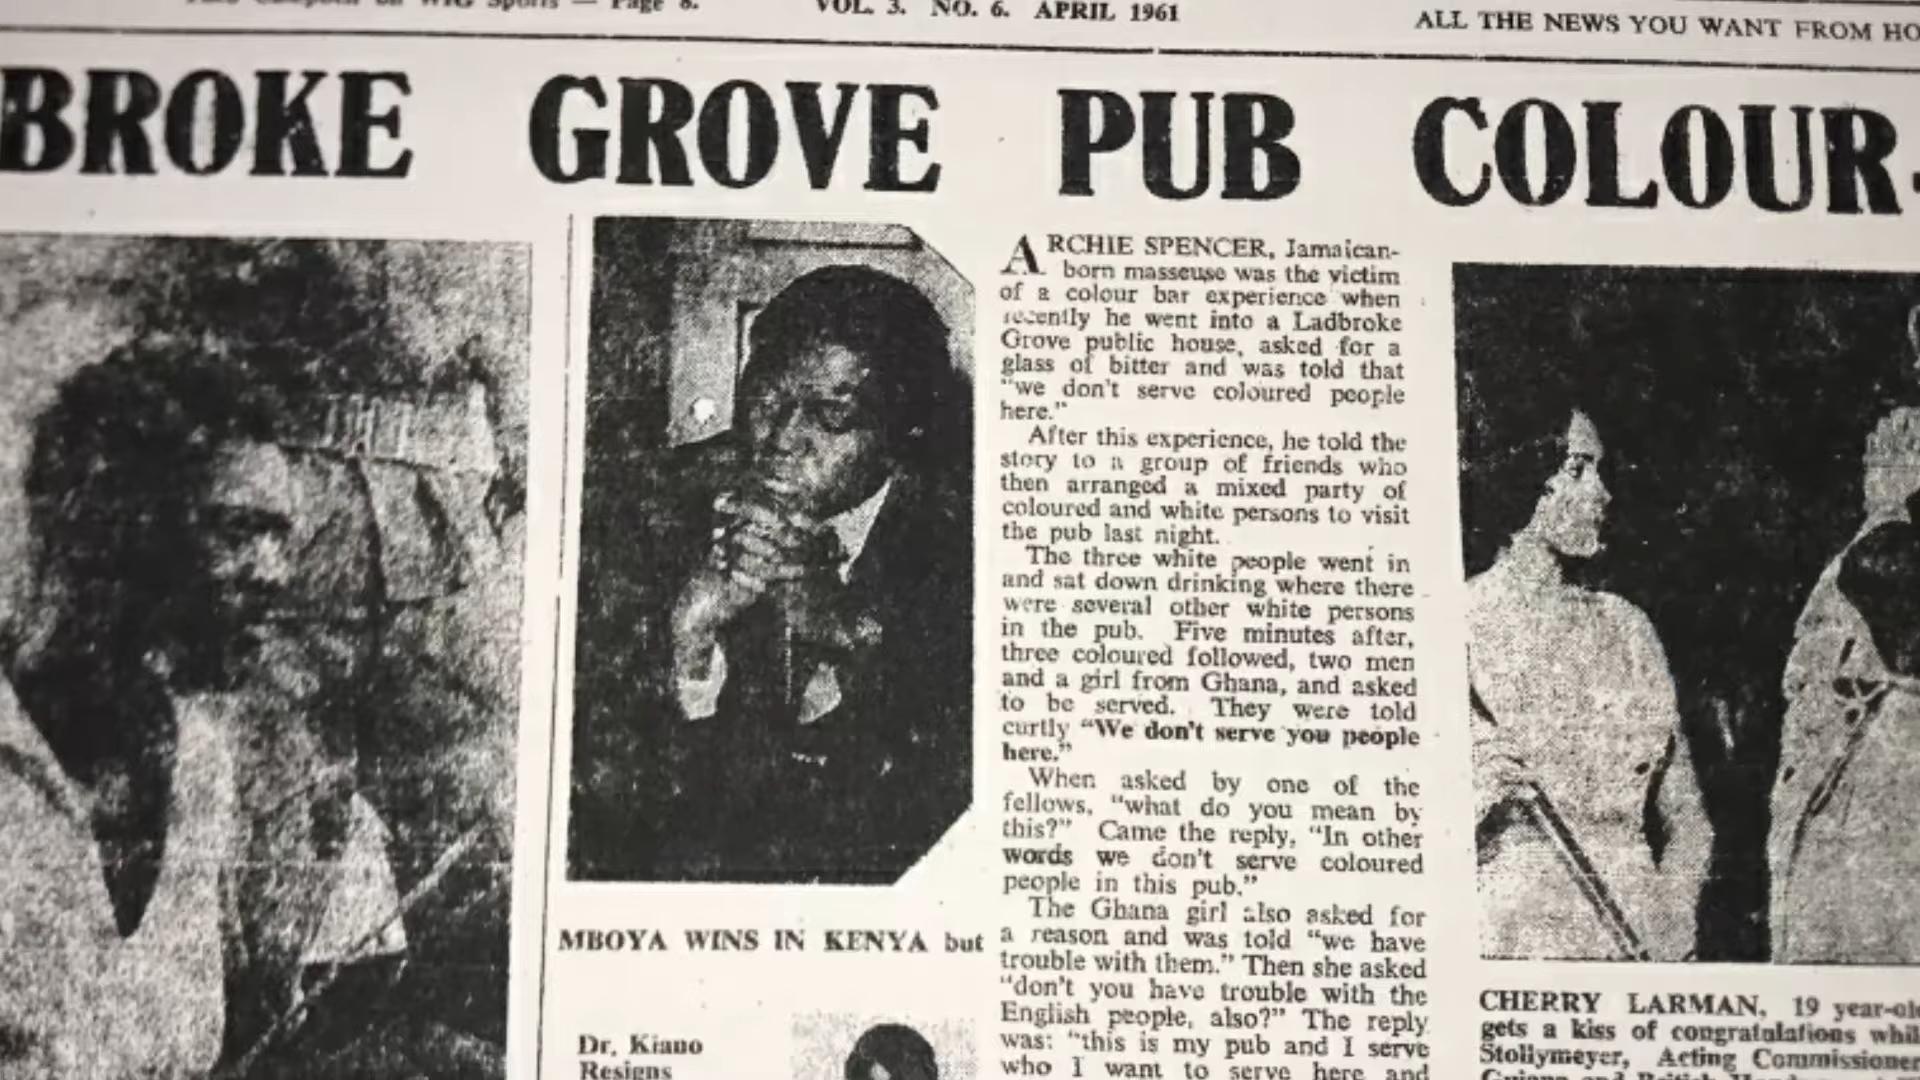 Page 8.
VOL. 3. NO. 6. APRIL 1961
ALL THE NEWS YOU WANT FROM HO
BROKE GROVE PUB COLOUR-
ARCHIE SPENCER, Jamaican-
born masseuse was the victim
of a colour bar experience when
recently he went into a Ladbroke
Grove public house, asked for a
glass of bitter and was told that
"we don't serve coloured people
here."
After this experience, he told the
story to a group of friends who
then arranged a mixed party of
coloured and white persons to visit
the pub last night.
The three white people went in
and sat down drinking where there
were several other white persons
in the pub. Five minutes after,
three coloured followed, two men
and a girl from Ghana, and asked
to be served. They were told
curtly "We don't serve you people
here."
When asked by one of the
fellows, "what do you mean by
this?" Came the reply, "In other
words we don't serve coloured
people in this pub."
The Ghana girl also asked for
a reason and was told "we have
trouble with them." Then she asked
"don't you have trouble with the
English people, also?" The reply
was: "this is my pub and I serve
who I want to serve here and
MBOYA WINS IN KENYA but
Dr. Kiano
Resigns
CHERRY LARMAN, 19 year-old
gets a kiss of congratulations whil
Stollymeyer, Acting Commissioner